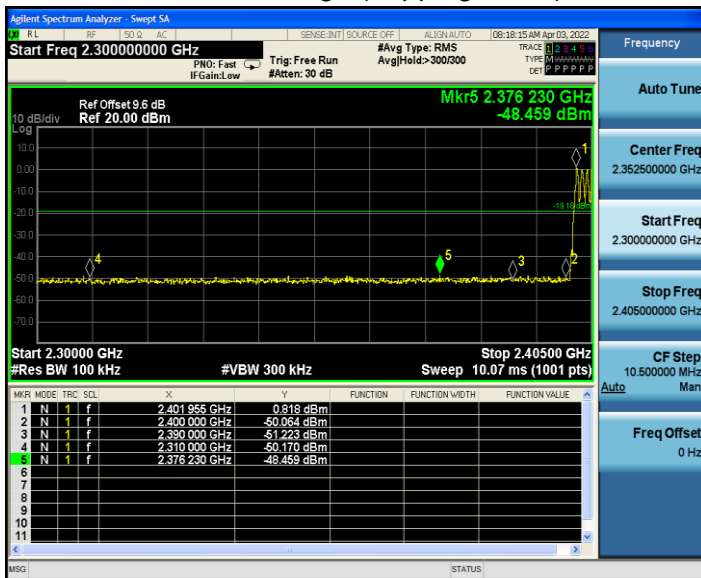 Agilent Spectrum Analyzer - Swept SA
RL RF 50 Ω AC SENSE:INT SOURCE OFF ALIGN AUTO 08:18:15 AM Apr 03, 2022
Start Freq 2.300000000 GHz
#Avg Type: RMS
TRACE 1 2 3 4 5 6
PNO: Fast Trig: Free Run Avg|Hold:>300/300
TYPE M
IFGain:Low #Atten: 30 dB
DET P P P P P P
Ref Offset 9.6 dB
Mkr5 2.376 230 GHz
10 dB/div Ref 20.00 dBm -48.459 dBm
Log
10.0
0.00
-10.0
-20.0
-30.0
-40.0
-50.0
-60.0
-70.0
1
-19.18 dBm
4
5
3
2
Start 2.30000 GHz Stop 2.40500 GHz
#Res BW 100 kHz #VBW 300 kHz Sweep 10.07 ms (1001 pts)
MKR MODE TRC SCL X Y FUNCTION FUNCTION WIDTH FUNCTION VALUE
1 N 1 f 2.401 955 GHz 0.818 dBm
2 N 1 f 2.400 000 GHz -50.064 dBm
3 N 1 f 2.390 000 GHz -51.223 dBm
4 N 1 f 2.310 000 GHz -50.170 dBm
5 N 1 f 2.376 230 GHz -48.459 dBm
6
7
8
9
10
11
MSG STATUS
Frequency
Auto Tune
Center Freq
2.352500000 GHz
Start Freq
2.300000000 GHz
Stop Freq
2.405000000 GHz
CF Step
10.500000 MHz
Auto Man
Freq Offset
0 Hz